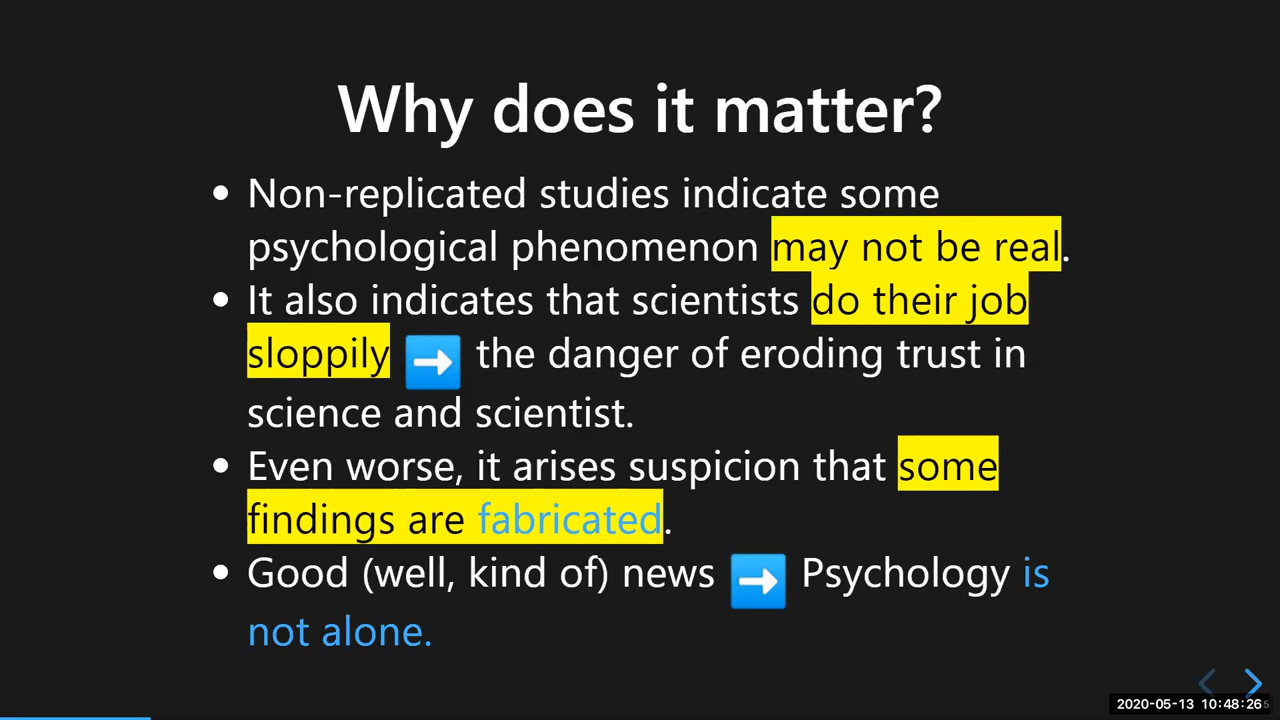 Why does it matter?
• Non-replicated studies indicate some
psychological phenomenon may not be real.
• It also indicates that scientists do their job
sloppily ➡ the danger of eroding trust in
science and scientist.
• Even worse, it arises suspicion that some
findings are fabricated.
• Good (well, kind of) news ➡ Psychology is
not alone.
2020-05-13 10:48:26